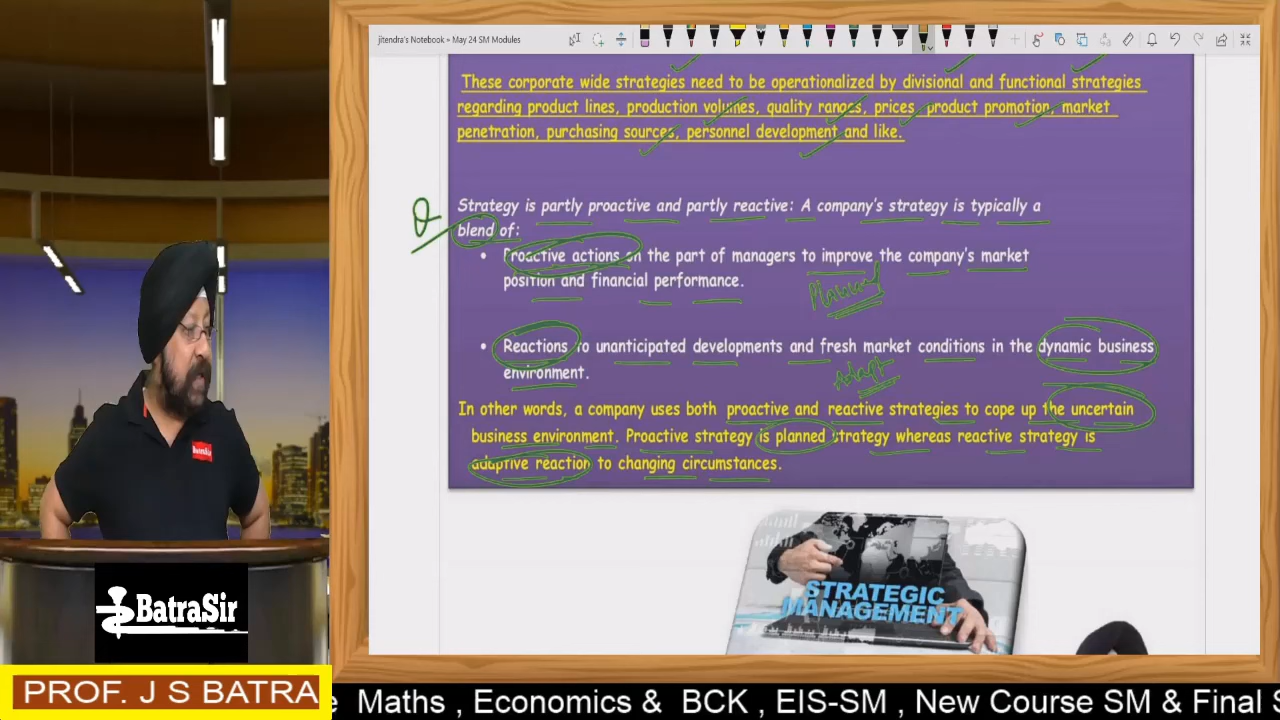 jitendra's Notebook » May 24 SM Modules
These corporate wide strategies need to be operationalized by divisional and functional strategies
regarding product lines, production volumes, quality ranges, prices product promotion, market
penetration, purchasing sources, personnel development and like.
Strategy is partly proactive and partly reactive: A company's strategy is typically a
blend of:
• Proactive actions on the part of managers to improve the company's market
position and financial performance.
Planned
• Reactions to unanticipated developments and fresh market conditions in the dynamic business
environment.
Adapt
In other words, a company uses both proactive and reactive strategies to cope up the uncertain
business environment. Proactive strategy is planned strategy whereas reactive strategy is
adaptive reaction to changing circumstances.
STRATEGIC
MANAGEMENT
BatraSir
BatraSir
PROF. J S BATRA
e Maths , Economics & BCK , EIS-SM , New Course SM & Final S